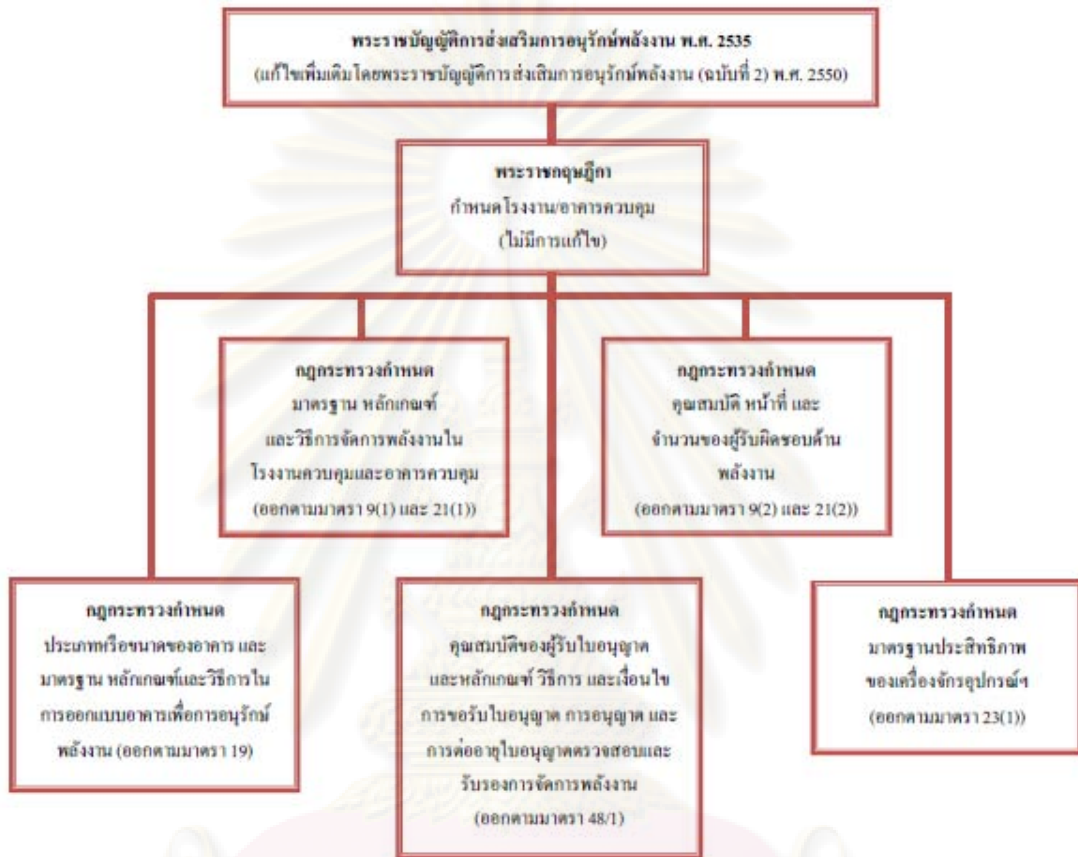 พระราชบัญญัติการส่งเสริมการอนุรักษ์พลังงาน พ.ศ. 2535
(แก้ไขเพิ่มเติมโดยพระราชบัญญัติการส่งเสริมการอนุรักษ์พลังงาน (ฉบับที่ 2) พ.ศ. 2550)
พระราชกฤษฎีกา
กำหนดโรงงาน/อาคารควบคุม
(ไม่มีการแก้ไข)
กฎกระทรวงกำหนด
มาตรฐาน หลักเกณฑ์
และวิธีการจัดการพลังงานใน
โรงงานควบคุมและอาคารควบคุม
(ออกตามมาตรา 9(1) และ 21(1))
กฎกระทรวงกำหนด
คุณสมบัติ หน้าที่ และ
จำนวนของผู้รับผิดชอบด้าน
พลังงาน
(ออกตามมาตรา 9(2) และ 21(2))
กฎกระทรวงกำหนด
ประเภทหรือขนาดของอาคาร และ
มาตรฐาน หลักเกณฑ์และวิธีการใน
การออกแบบอาคารเพื่อการอนุรักษ์
พลังงาน (ออกตามมาตรา 19)
กฎกระทรวงกำหนด
คุณสมบัติของผู้รับใบอนุญาต
และหลักเกณฑ์ วิธีการ และเงื่อนไข
การขอรับใบอนุญาต การอนุญาต และ
การต่ออายุใบอนุญาตตรวจสอบและ
รับรองการจัดการพลังงาน
(ออกตามมาตรา 48/1)
กฎกระทรวงกำหนด
มาตรฐานประสิทธิภาพ
ของเครื่องจักรอุปกรณ์ฯ
(ออกตามมาตรา 23(1))